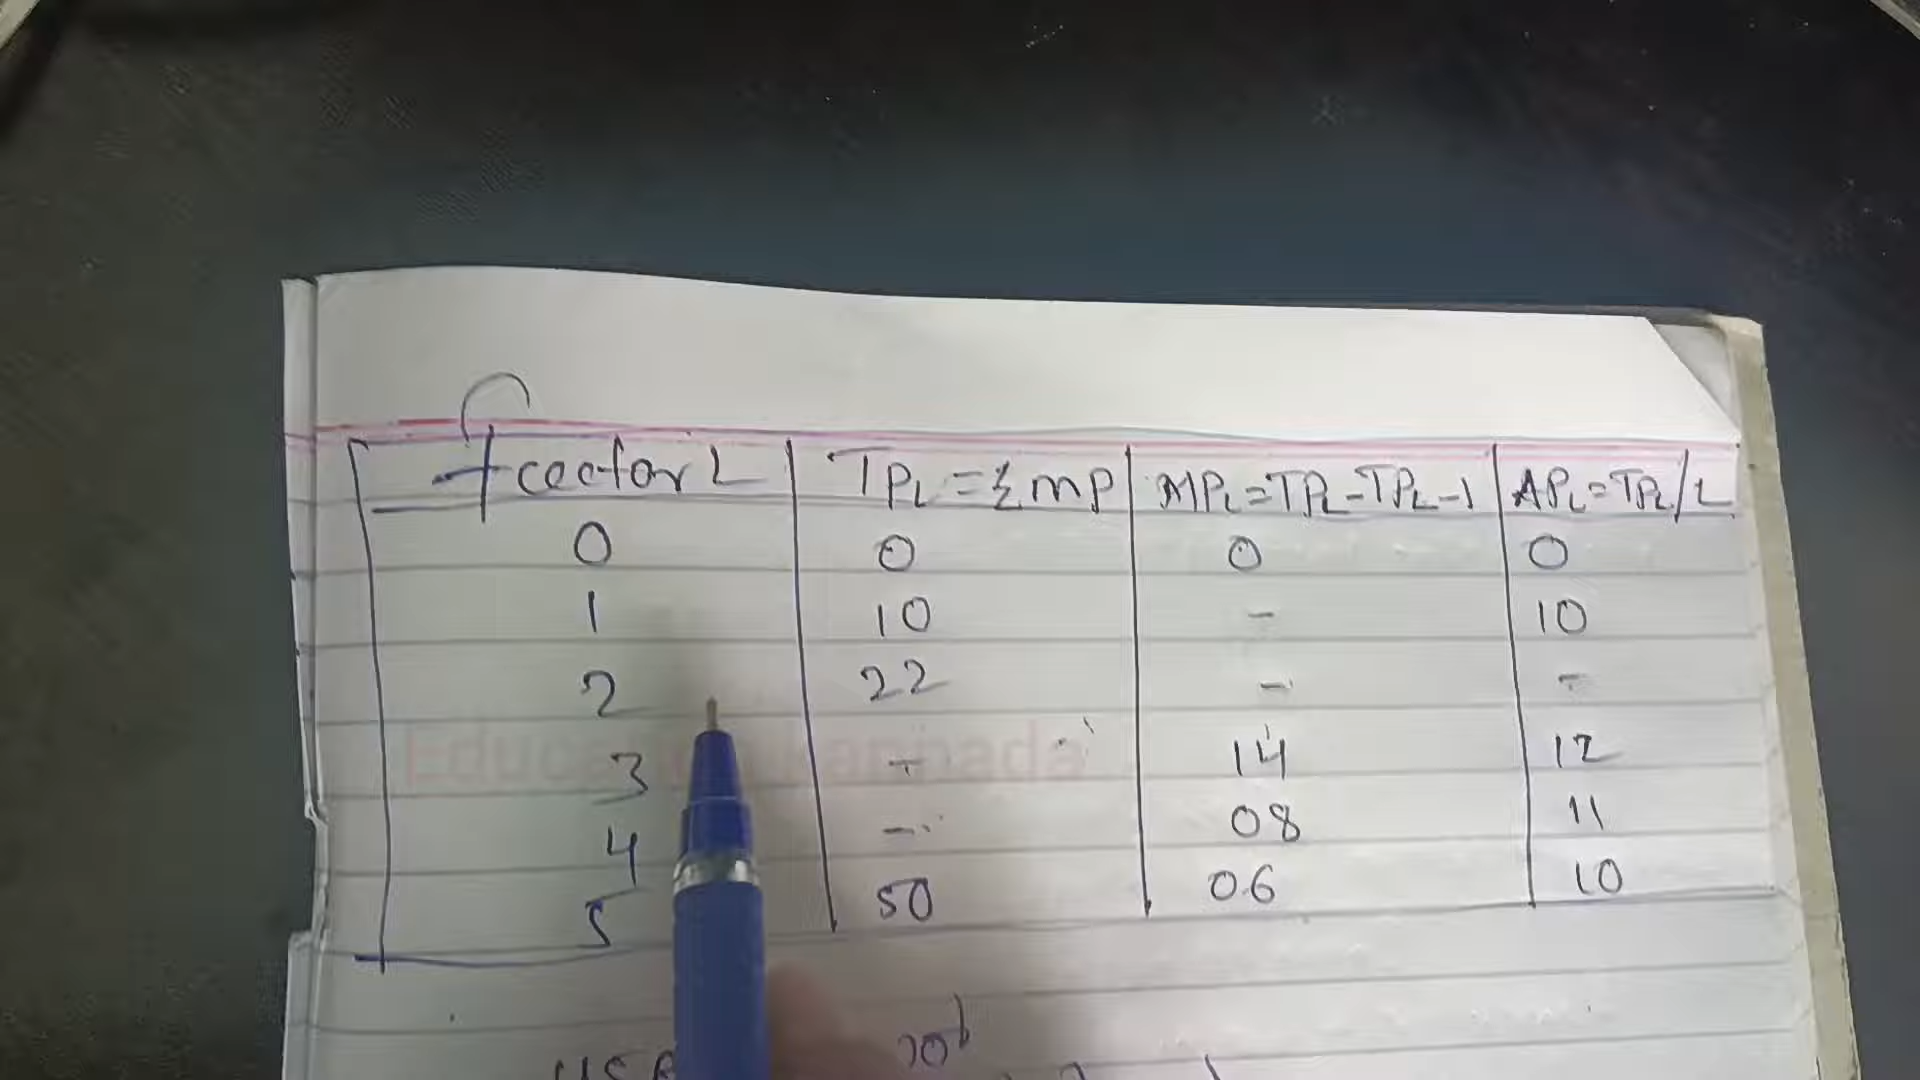 factor L TPL = Σ mp MPL = TPL - TPL-1 APL = TPL/L
0 0 0 0
1 10 - 10
2 22 - -
3 - 14 12
4 - 08 11
5 50 06 10